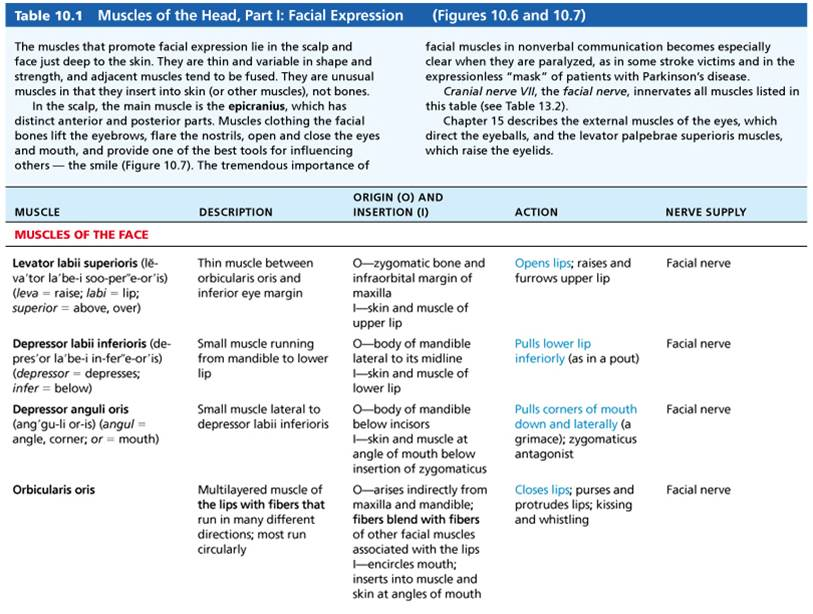 Table 10.1 Muscles of the Head, Part I: Facial Expression (Figures 10.6 and 10.7)
The muscles that promote facial expression lie in the scalp and
face just deep to the skin. They are thin and variable in shape and
strength, and adjacent muscles tend to be fused. They are unusual
muscles in that they insert into skin (or other muscles), not bones.
In the scalp, the main muscle is the epicranius, which has
distinct anterior and posterior parts. Muscles clothing the facial
bones lift the eyebrows, flare the nostrils, open and close the eyes
and mouth, and provide one of the best tools for influencing
others — the smile (Figure 10.7). The tremendous importance of
facial muscles in nonverbal communication becomes especially
clear when they are paralyzed, as in some stroke victims and in the
expressionless “mask” of patients with Parkinson’s disease.
Cranial nerve VII, the facial nerve, innervates all muscles listed in
this table (see Table 13.2).
Chapter 15 describes the external muscles of the eyes, which
direct the eyeballs, and the levator palpebrae superioris muscles,
which raise the eyelids.
MUSCLE
DESCRIPTION
ORIGIN (O) AND
INSERTION (I)
ACTION
NERVE SUPPLY
MUSCLES OF THE FACE
Levator labii superioris (lĕ-
va′tor la′be-i soo-per″e-or′is)
(leva = raise; labi = lip;
superior = above, over)
Thin muscle between
orbicularis oris and
inferior eye margin
O—zygomatic bone and
infraorbital margin of
maxilla
I—skin and muscle of
upper lip
Opens lips; raises and
furrows upper lip
Facial nerve
Depressor labii inferioris (de-
pres′or la′be-i in-fer″e-or′is)
(depressor = depresses;
infer = below)
Small muscle running
from mandible to lower
lip
O—body of mandible
lateral to its midline
I—skin and muscle of
lower lip
Pulls lower lip
inferiorly (as in a pout)
Facial nerve
Depressor anguli oris
(ang′gu-li or-is) (angul =
angle, corner; or = mouth)
Small muscle lateral to
depressor labii inferioris
O—body of mandible
below incisors
I—skin and muscle at
angle of mouth below
insertion of zygomaticus
Pulls corners of mouth
down and laterally (a
grimace); zygomaticus
antagonist
Facial nerve
Orbicularis oris
Multilayered muscle of
the lips with fibers that
run in many different
directions; most run
circularly
O—arises indirectly from
maxilla and mandible;
fibers blend with fibers
of other facial muscles
associated with the lips
I—encircles mouth;
inserts into muscle and
skin at angles of mouth
Closes lips; purses and
protrudes lips; kissing
and whistling
Facial nerve